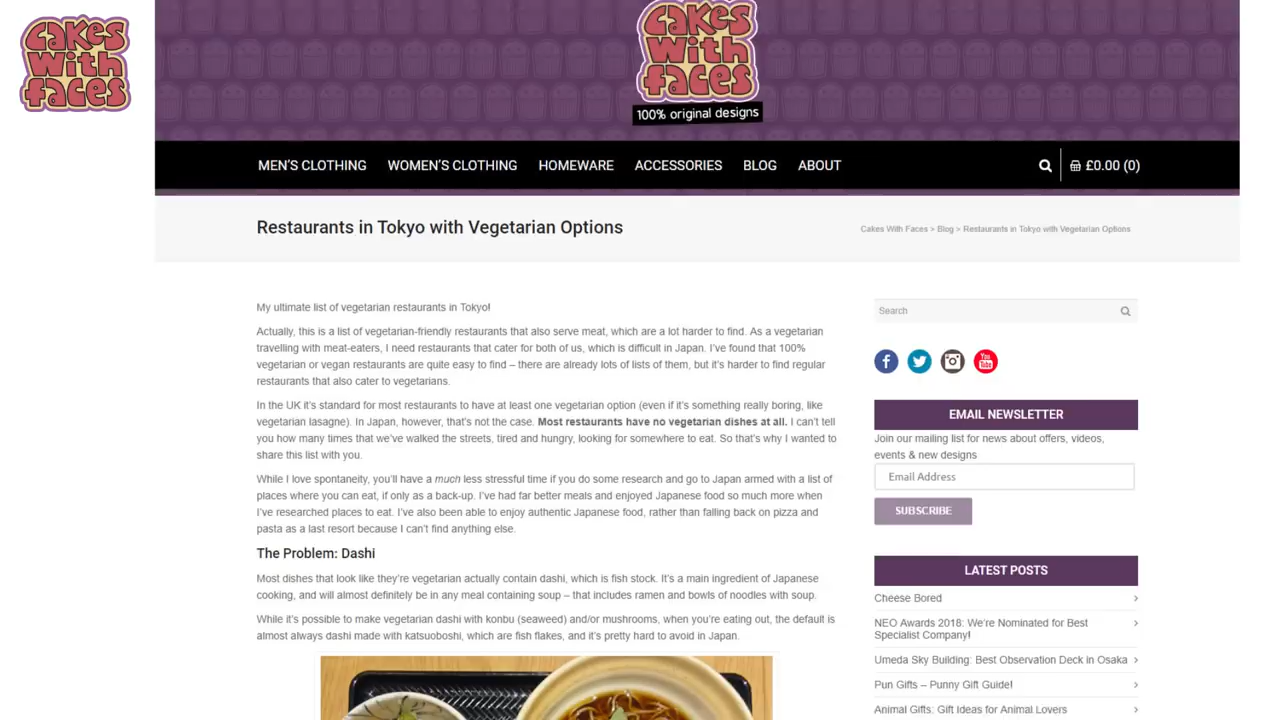 cakes
with
faces
cakes
with
faces
100% original designs
MEN'S CLOTHING WOMEN'S CLOTHING HOMEWARE ACCESSORIES BLOG ABOUT £0.00 (0)
Restaurants in Tokyo with Vegetarian Options
Cakes With Faces > Blog > Restaurants in Tokyo with Vegetarian Options
My ultimate list of vegetarian restaurants in Tokyo!
Actually, this is a list of vegetarian-friendly restaurants that also serve meat, which are a lot harder to find. As a vegetarian
travelling with meat-eaters, I need restaurants that cater for both of us, which is difficult in Japan. I've found that 100%
vegetarian or vegan restaurants are quite easy to find – there are already lots of lists of them, but it's harder to find regular
restaurants that also cater to vegetarians.
In the UK it's standard for most restaurants to have at least one vegetarian option (even if it's something really boring, like
vegetarian lasagne). In Japan, however, that's not the case. Most restaurants have no vegetarian dishes at all. I can't tell
you how many times that we've walked the streets, tired and hungry, looking for somewhere to eat. So that's why I wanted to
share this list with you.
While I love spontaneity, you'll have a much less stressful time if you do some research and go to Japan armed with a list of
places where you can eat, if only as a back-up. I've had far better meals and enjoyed Japanese food so much more when
I've researched places to eat. I've also been able to enjoy authentic Japanese food, rather than falling back on pizza and
pasta as a last resort because I can't find anything else.
The Problem: Dashi
Most dishes that look like they're vegetarian actually contain dashi, which is fish stock. It's a main ingredient of Japanese
cooking, and will almost definitely be in any meal containing soup – that includes ramen and bowls of noodles with soup.
While it's possible to make vegetarian dashi with konbu (seaweed) and/or mushrooms, when you're eating out, the default is
almost always dashi made with katsuoboshi, which are fish flakes, and it's pretty hard to avoid in Japan.
Search
You
Tube
EMAIL NEWSLETTER
Join our mailing list for news about offers, videos,
events & new designs
Email Address
SUBSCRIBE
LATEST POSTS
Cheese Bored
NEO Awards 2018: We're Nominated for Best
Specialist Company!
Umeda Sky Building: Best Observation Deck in Osaka
Pun Gifts – Punny Gift Guide!
Animal Gifts: Gift Ideas for Animal Lovers